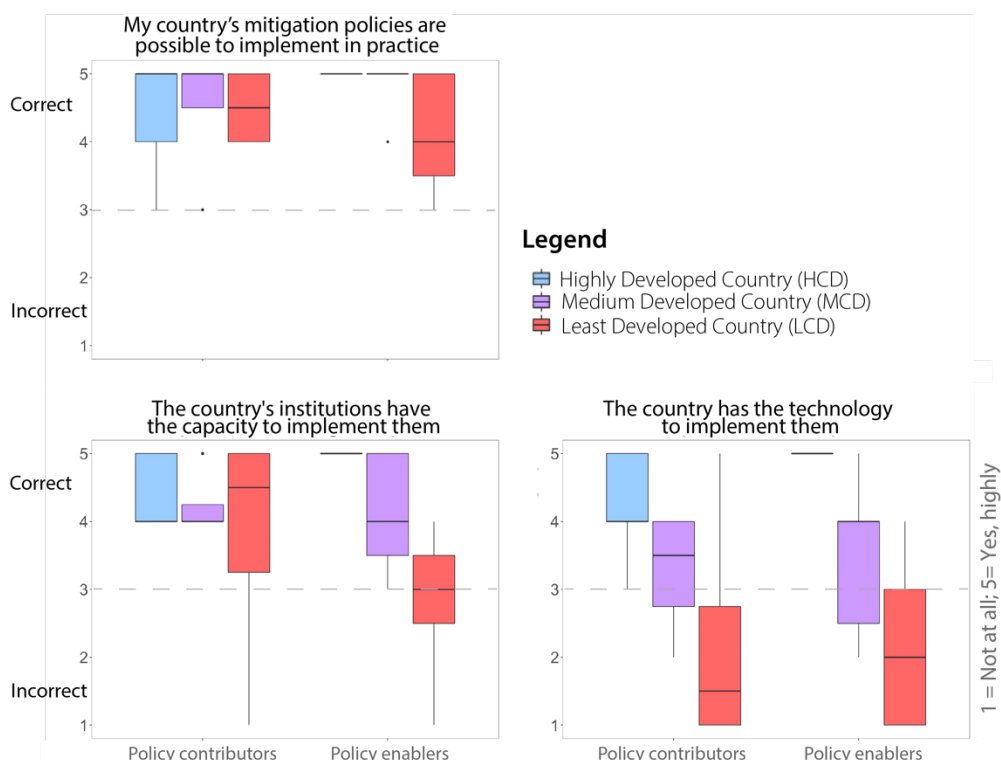 My country's mitigation policies are
possible to implement in practice
5
Correct
4
3
2
Incorrect
1
Legend
Highly Developed Country (HCD)
Medium Developed Country (MCD)
Least Developed Country (LCD)
The country's institutions have
the capacity to implement them
5
Correct
4
3
2
Incorrect
1
Policy contributors
Policy enablers
The country has the technology
to implement them
5
4
3
2
1
Policy contributors
Policy enablers
1 = Not at all; 5= Yes, highly